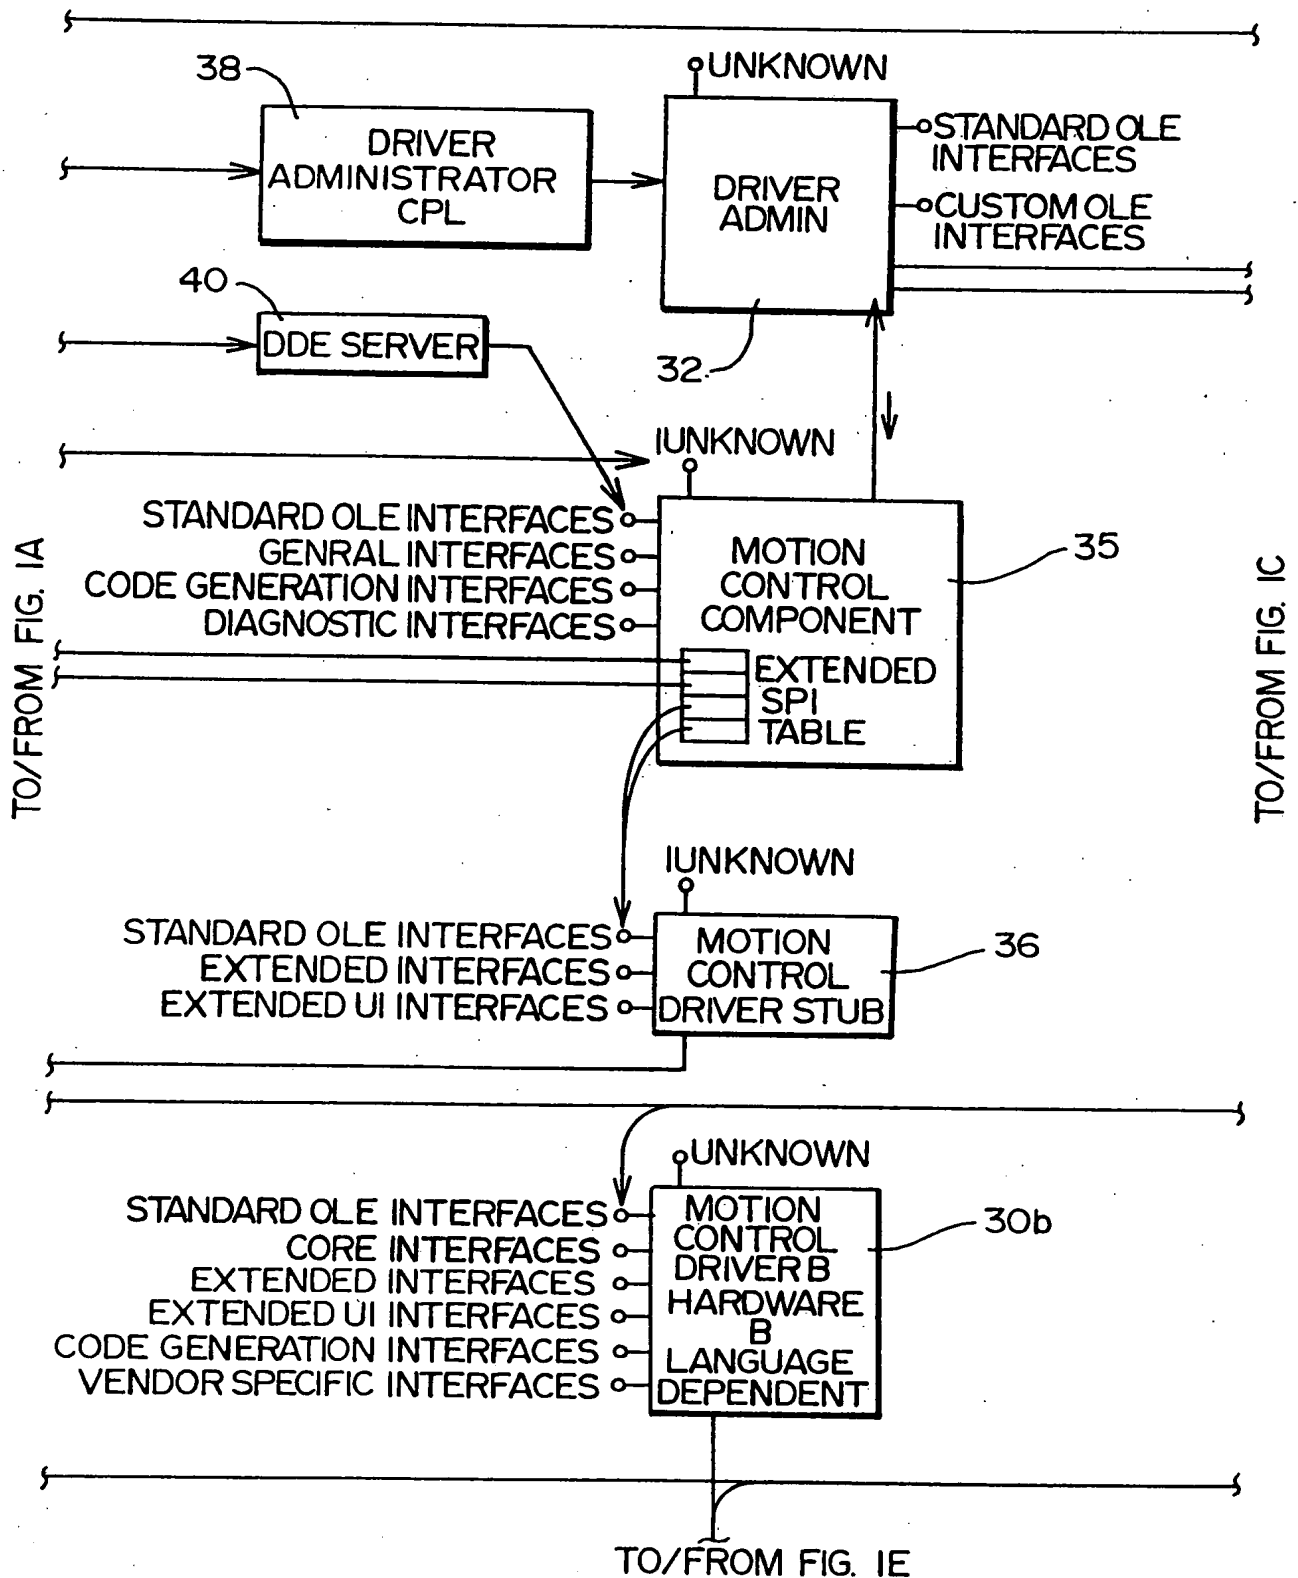 38
UNKNOWN
DRIVER
ADMINISTRATOR
CPL
DRIVER
ADMIN
STANDARD OLE
INTERFACES
CUSTOM OLE
INTERFACES
40
DDE SERVER
32
IUNKNOWN
STANDARD OLE INTERFACES
GENRAL INTERFACES
CODE GENERATION INTERFACES
DIAGNOSTIC INTERFACES
MOTION
CONTROL
COMPONENT
35
EXTENDED
SPI
TABLE
TO/FROM FIG. 1A
TO/FROM FIG. 1C
IUNKNOWN
STANDARD OLE INTERFACES
EXTENDED INTERFACES
EXTENDED UI INTERFACES
MOTION
CONTROL
DRIVER STUB
36
UNKNOWN
STANDARD OLE INTERFACES
CORE INTERFACES
EXTENDED INTERFACES
EXTENDED UI INTERFACES
CODE GENERATION INTERFACES
VENDOR SPECIFIC INTERFACES
MOTION
CONTROL
DRIVER B
HARDWARE
B
LANGUAGE
DEPENDENT
30b
TO/FROM FIG. 1E